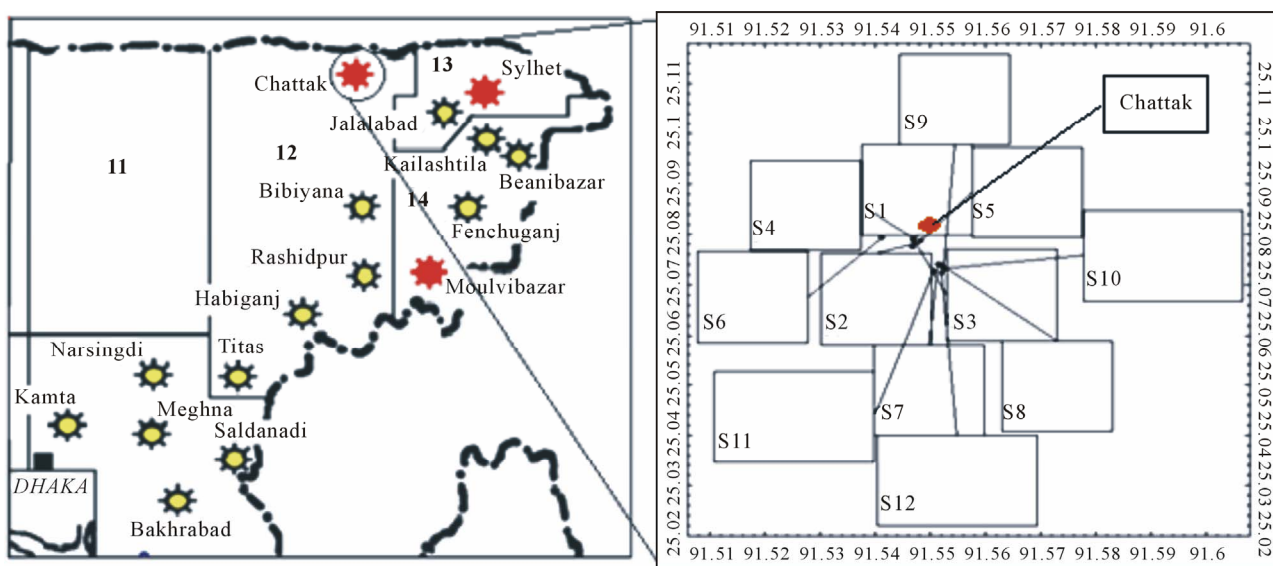 13
Sylhet
Chattak
Jalalabad
11
12
Kailashtila
Beanibazar
Bibiyana
14
Fenchuganj
Rashidpur
Moulvibazar
Habiganj
Narsingdi
Titas
Kamta
Meghna
Saldanadi
DHAKA
Bakhrabad
91.51 91.52 91.53 91.54 91.55 91.56 91.57 91.58 91.59 91.6
25.02 25.03 25.04 25.05 25.06 25.07 25.08 25.09 25.1 25.11
Chattak
S9
S1
S5
S4
S10
S6
S2
S3
S7
S8
S11
S12
25.11 25.1 25.09 25.08 25.07 25.06 25.05 25.04 25.03 25.02
91.51 91.52 91.53 91.54 91.55 91.56 91.57 91.58 91.59 91.6